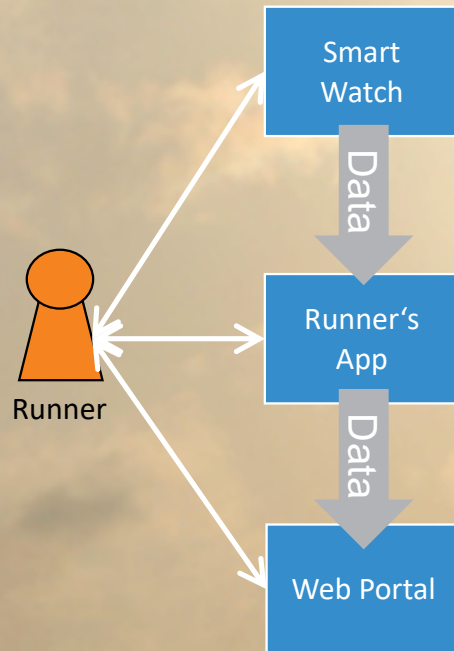 Smart
Watch
Data
Runner‘s
App
Runner
Data
Web Portal